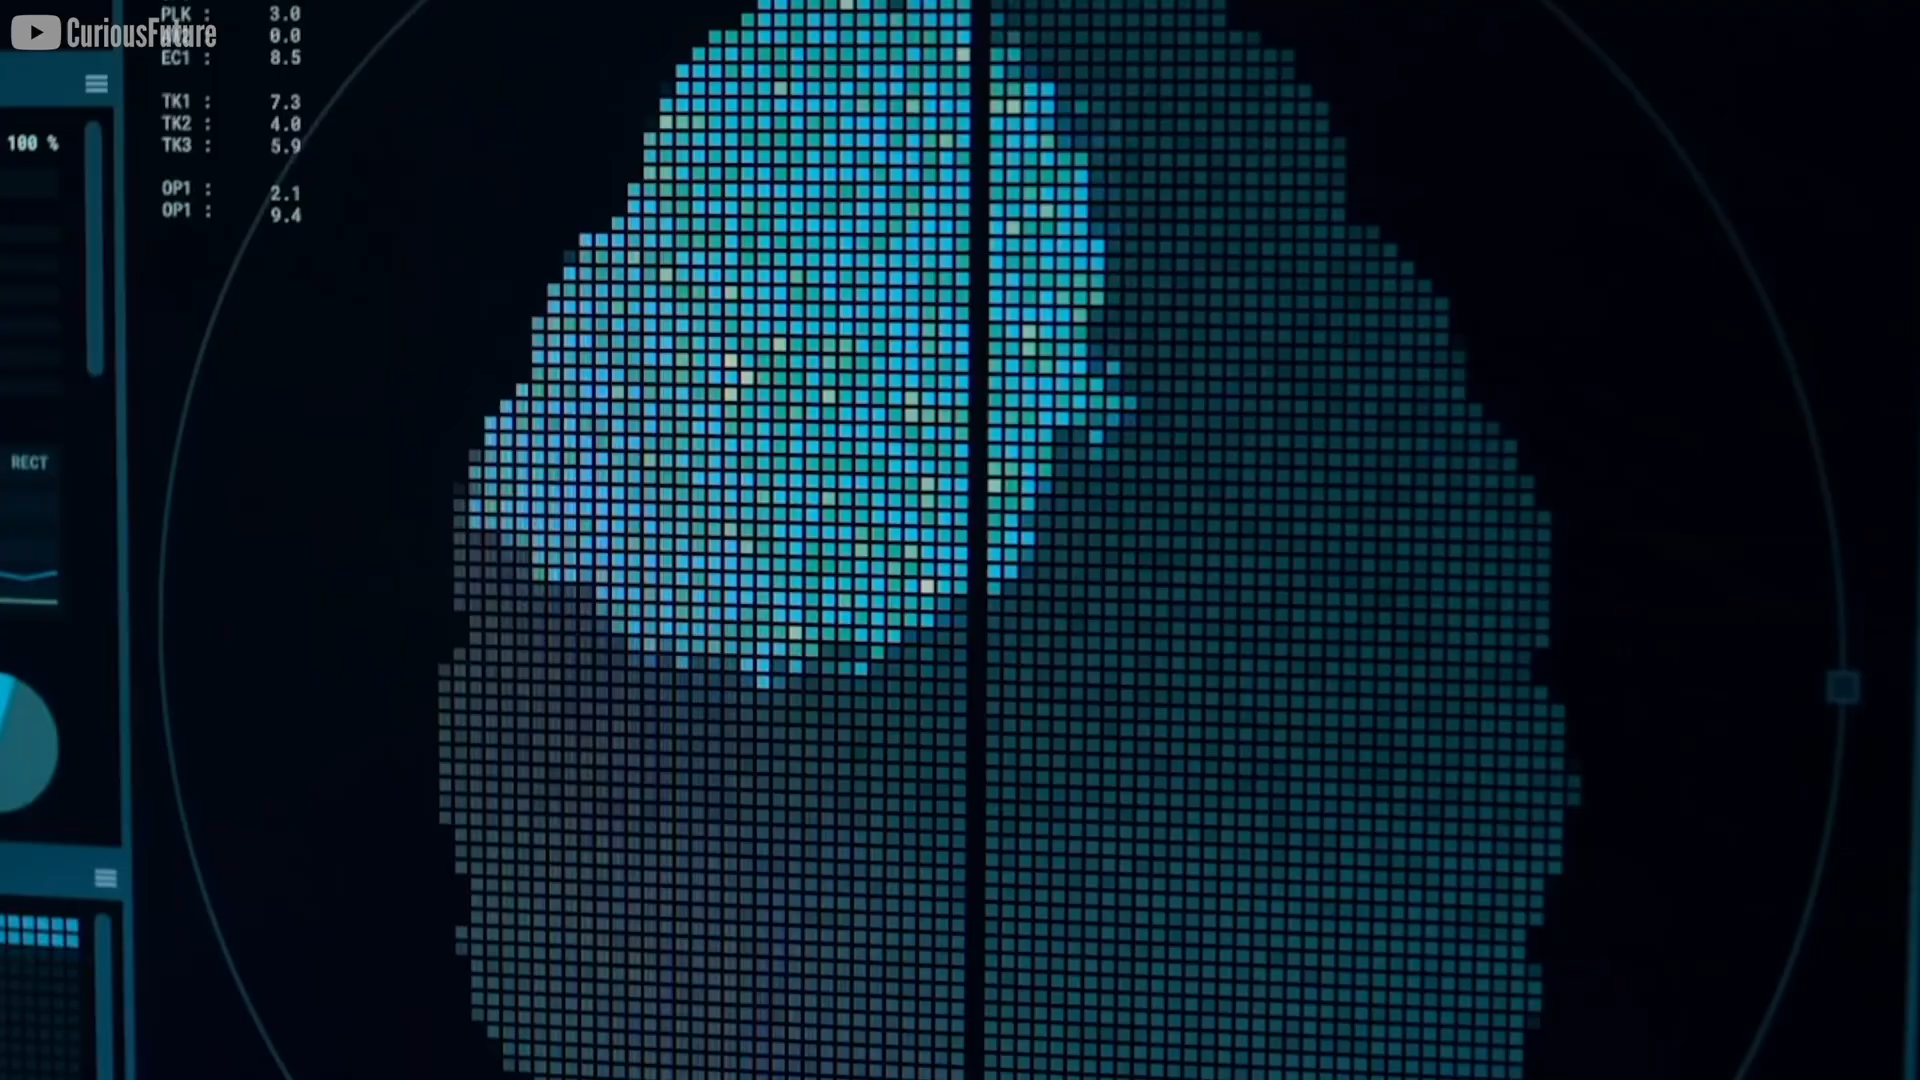 CuriousFuture
PLK : 3.0
0.0
EC1 : 8.5
TK1 : 7.3
TK2 : 4.0
TK3 : 5.9
OP1 : 2.1
OP1 : 9.4
100 %
RECT